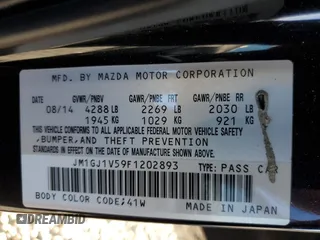 MFD. BY MAZDA MOTOR CORPORATION
GVWR/PNBV GAWR/PNBE FRT GAWR/PNBE RR
08/14 4288 LB 2269 LB 2030 LB
1945 KG 1029 KG 921 KG
THIS VEHICLE CONFORMS TO ALL APPLICABLE
FEDERAL MOTOR VEHICLE SAFETY
BUMPER, AND THEFT PREVENTION
STANDARDS IN EFFECT ON THE DATE
OF MANUFACTURE SHOWN ABOVE.
JM1GJ1V59F1202893 TYPE: PASS
BODY COLOR CODE;41W
MADE IN JAPAN
DREAMBID